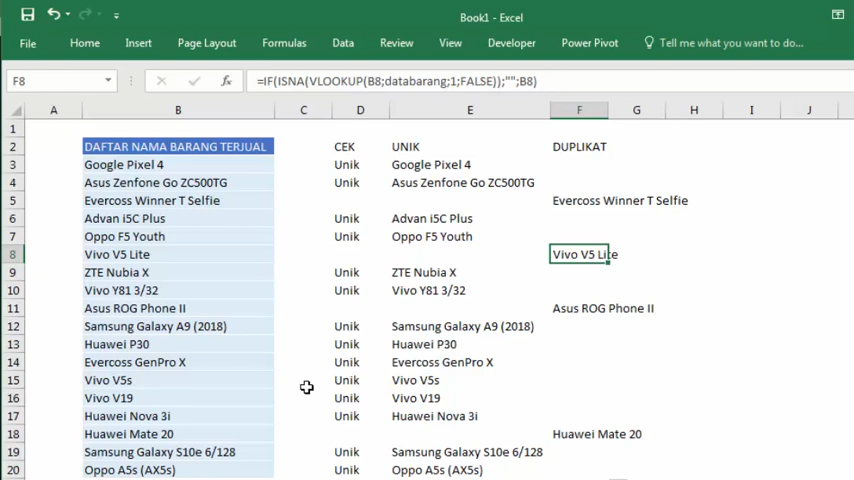 Book1 - Excel
File Home Insert Page Layout Formulas Data Review View Developer Power Pivot Tell me what you want to do...
F8 fx =IF(ISNA(VLOOKUP(B8;databarang;1;FALSE));"";B8)
A B C D E F G H I J
1
2 DAFTAR NAMA BARANG TERJUAL CEK UNIK DUPLIKAT
3 Google Pixel 4 Unik Google Pixel 4
4 Asus Zenfone Go ZC500TG Unik Asus Zenfone Go ZC500TG
5 Evercoss Winner T Selfie Evercoss Winner T Selfie
6 Advan i5C Plus Unik Advan i5C Plus
7 Oppo F5 Youth Unik Oppo F5 Youth
8 Vivo V5 Lite Vivo V5 Lite
9 ZTE Nubia X Unik ZTE Nubia X
10 Vivo Y81 3/32 Unik Vivo Y81 3/32
11 Asus ROG Phone II Asus ROG Phone II
12 Samsung Galaxy A9 (2018) Unik Samsung Galaxy A9 (2018)
13 Huawei P30 Unik Huawei P30
14 Evercoss GenPro X Unik Evercoss GenPro X
15 Vivo V5s Unik Vivo V5s
16 Vivo V19 Unik Vivo V19
17 Huawei Nova 3i Unik Huawei Nova 3i
18 Huawei Mate 20 Huawei Mate 20
19 Samsung Galaxy S10e 6/128 Unik Samsung Galaxy S10e 6/128
20 Oppo A5s (AX5s) Unik Oppo A5s (AX5s)